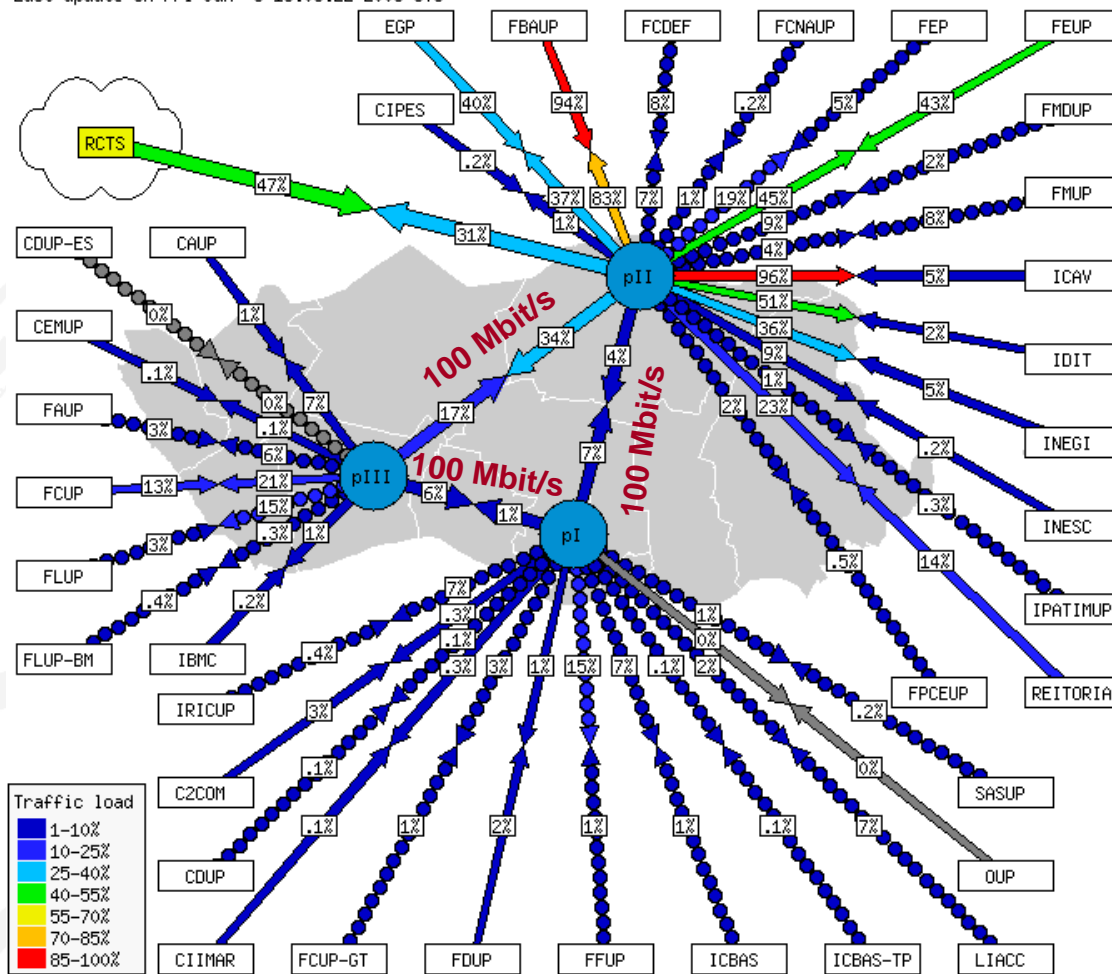 EGP
FBAUP
FCDEF
FCNAUP
FEP
FEUP
40%
94%
8%
.2%
5%
43%
CIPES
FMDUP
RCTS
.2%
2%
47%
37%
83%
7%
1%
19%
45%
FMUP
1%
9%
8%
31%
4%
CDUP-ES
CAUP
pII
96%
5%
ICAV
51%
0%
1%
34%
36%
2%
IDIT
CEMUP
100 Mbit/s
4%
9%
.1%
1%
5%
FAUP
0%
7%
17%
2%
23%
INEGI
3%
.1%
100 Mbit/s
.2%
6%
7%
FCUP
13%
21%
pIII
100 Mbit/s
6%
1%
INESC
15%
.3%
3%
.3%
1%
pI
FLUP
.5%
14%
.4%
.2%
7%
1%
IPATIMUP
.3%
0%
FLUP-BM
IBMC
.4%
.1%
.3%
3%
1%
15%
7%
.1%
2%
FPCEUP
REITORIA
IRICUP
3%
.2%
.1%
0%
C2COM
SASUP
Traffic load
1-10%
10-25%
25-40%
40-55%
55-70%
70-85%
85-100%
.1%
1%
2%
1%
1%
.1%
7%
CDUP
OUP
CIIMAR
FCUP-GT
FDUP
FFUP
ICBAS
ICBAS-TP
LIACC